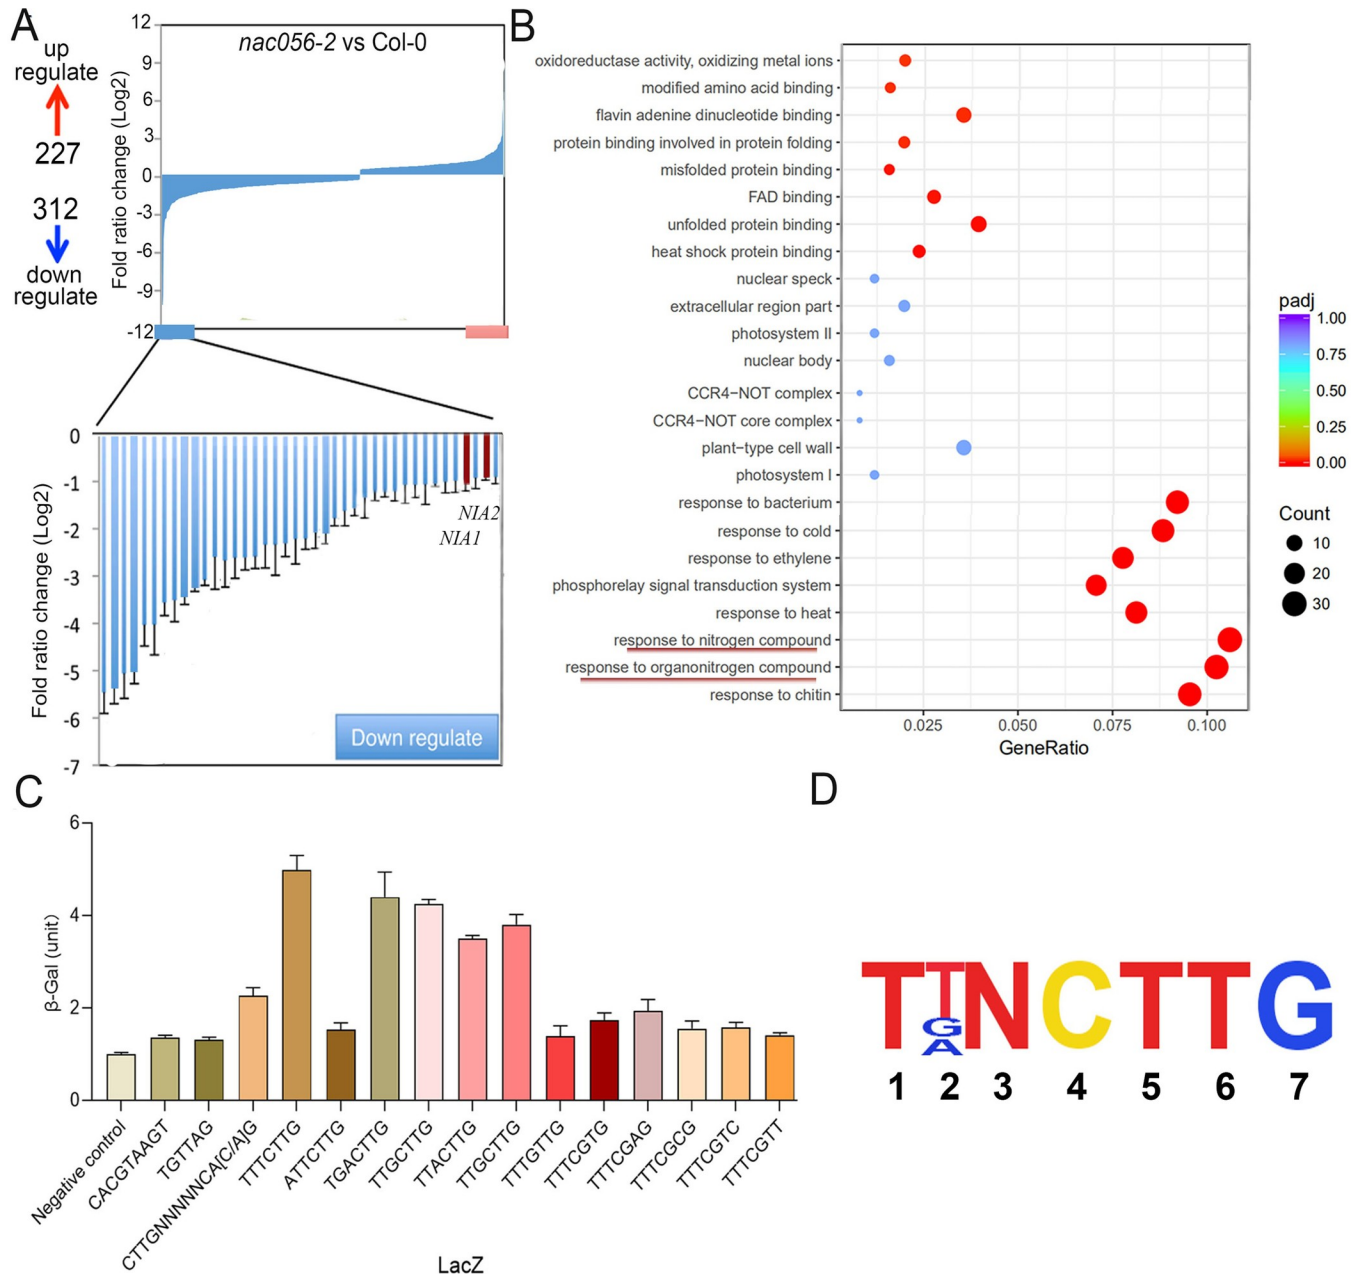 A
up
regulate
227
312
down
regulate
nac056-2 vs Col-0
Fold ratio change (Log2)
12
9
6
3
0
-3
-6
-9
-12
Fold ratio change (Log2)
0
-1
-2
-3
-4
-5
-6
-7
NIA2
NIA1
Down regulate
B
oxidoreductase activity, oxidizing metal ions
modified amino acid binding
flavin adenine dinucleotide binding
protein binding involved in protein folding
misfolded protein binding
FAD binding
unfolded protein binding
heat shock protein binding
nuclear speck
extracellular region part
photosystem II
nuclear body
CCR4−NOT complex
CCR4−NOT core complex
plant−type cell wall
photosystem I
response to bacterium
response to cold
response to ethylene
phosphorelay signal transduction system
response to heat
response to nitrogen compound
response to organonitrogen compound
response to chitin
0.025 0.050 0.075 0.100
GeneRatio
padj
1.00
0.75
0.50
0.25
0.00
Count
10
20
30
C
β-Gal (unit)
6
4
2
0
Negative control
CACGTAAGT
TGTTAG
CTTGNNNNNCA[C/A]G
TTTCTTG
ATTCTTG
TGACTTG
TTGCTTG
TTACTTG
TTGCTTG
TTTGTTG
TTTCGTG
TTTCGAG
TTTCGCG
TTTCGTC
TTTCGTT
LacZ
D
T T G A N C T T G
1 2 3 4 5 6 7